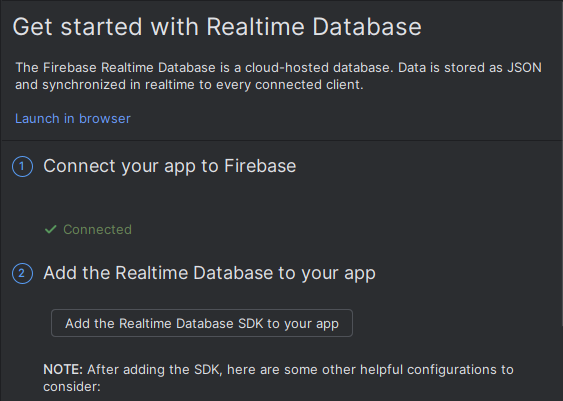 Get started with Realtime Database
The Firebase Realtime Database is a cloud-hosted database. Data is stored as JSON
and synchronized in realtime to every connected client.
Launch in browser
1 Connect your app to Firebase
Connected
2 Add the Realtime Database to your app
Add the Realtime Database SDK to your app
NOTE: After adding the SDK, here are some other helpful configurations to
consider: